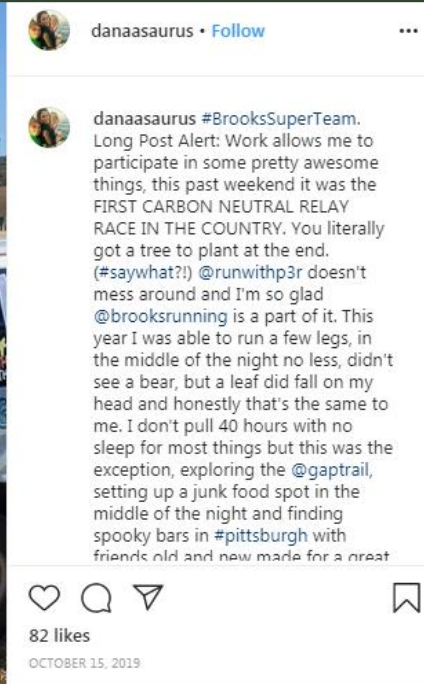 danaasaurus • Follow
danaasaurus #BrooksSuperTeam.
Long Post Alert: Work allows me to
participate in some pretty awesome
things, this past weekend it was the
FIRST CARBON NEUTRAL RELAY
RACE IN THE COUNTRY. You literally
got a tree to plant at the end.
(#saywhat?!) @runwithp3r doesn't
mess around and I'm so glad
@brooksrunning is a part of it. This
year I was able to run a few legs, in
the middle of the night no less, didn't
see a bear, but a leaf did fall on my
head and honestly that's the same to
me. I don't pull 40 hours with no
sleep for most things but this was the
exception, exploring the @gaptrail,
setting up a junk food spot in the
middle of the night and finding
spooky bars in #pittsburgh with
friends old and new made for a great
82 likes
OCTOBER 15, 2019